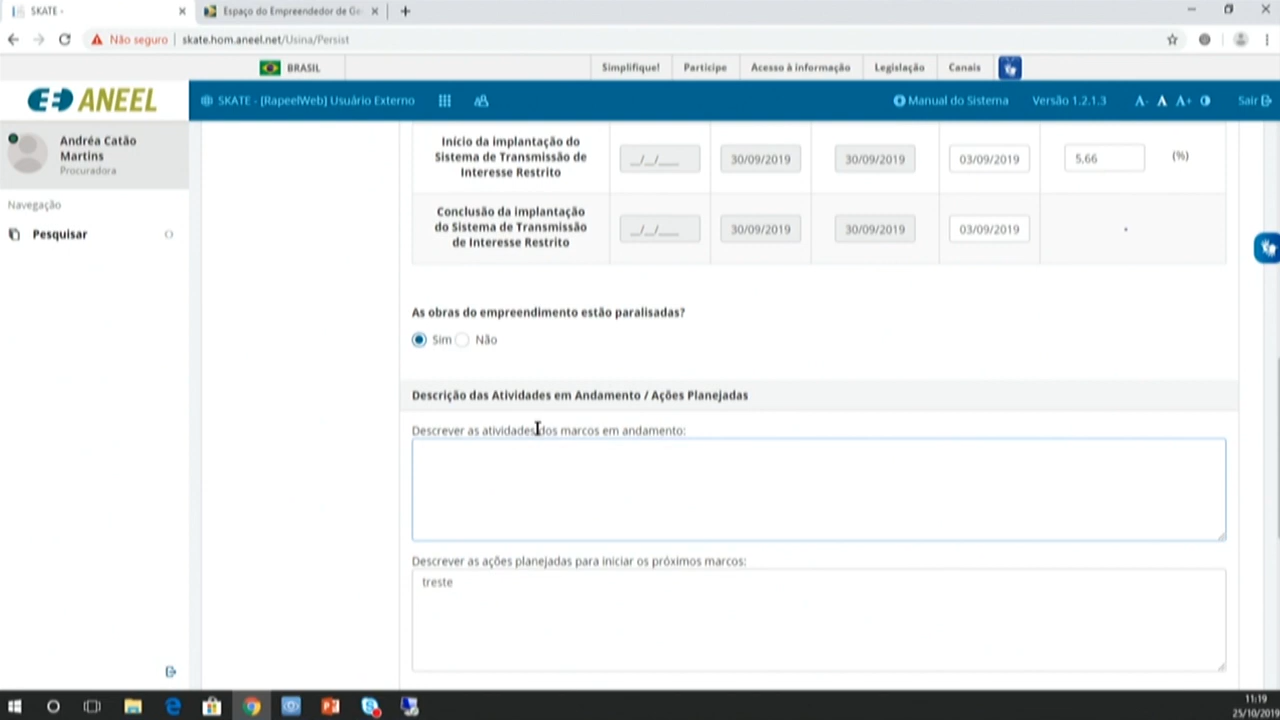 SKATE -
Espaço do Empreendedor de Ge
Não seguro
skate.hom.aneel.net/Usina/Persist
BRASIL
Simplifique!
Participe
Acesso à informação
Legislação
Canais
ANEEL
SKATE - [RapeelWeb] Usuário Externo
Manual do Sistema
Versão 1.2.1.3
A-
A
A+
Sair
Andréa Catão
Martins
Procuradora
Navegação
Pesquisar
Início da implantação do
Sistema de Transmissão de
Interesse Restrito
_/_/___
30/09/2019
30/09/2019
03/09/2019
5.66
(%)
Conclusão da implantação
do Sistema de Transmissão
de Interesse Restrito
_/_/___
30/09/2019
30/09/2019
03/09/2019
-
As obras do empreendimento estão paralisadas?
Sim
Não
Descrição das Atividades em Andamento / Ações Planejadas
Descrever as atividades dos marcos em andamento:
Descrever as ações planejadas para iniciar os próximos marcos:
treste
11:19
25/10/2019